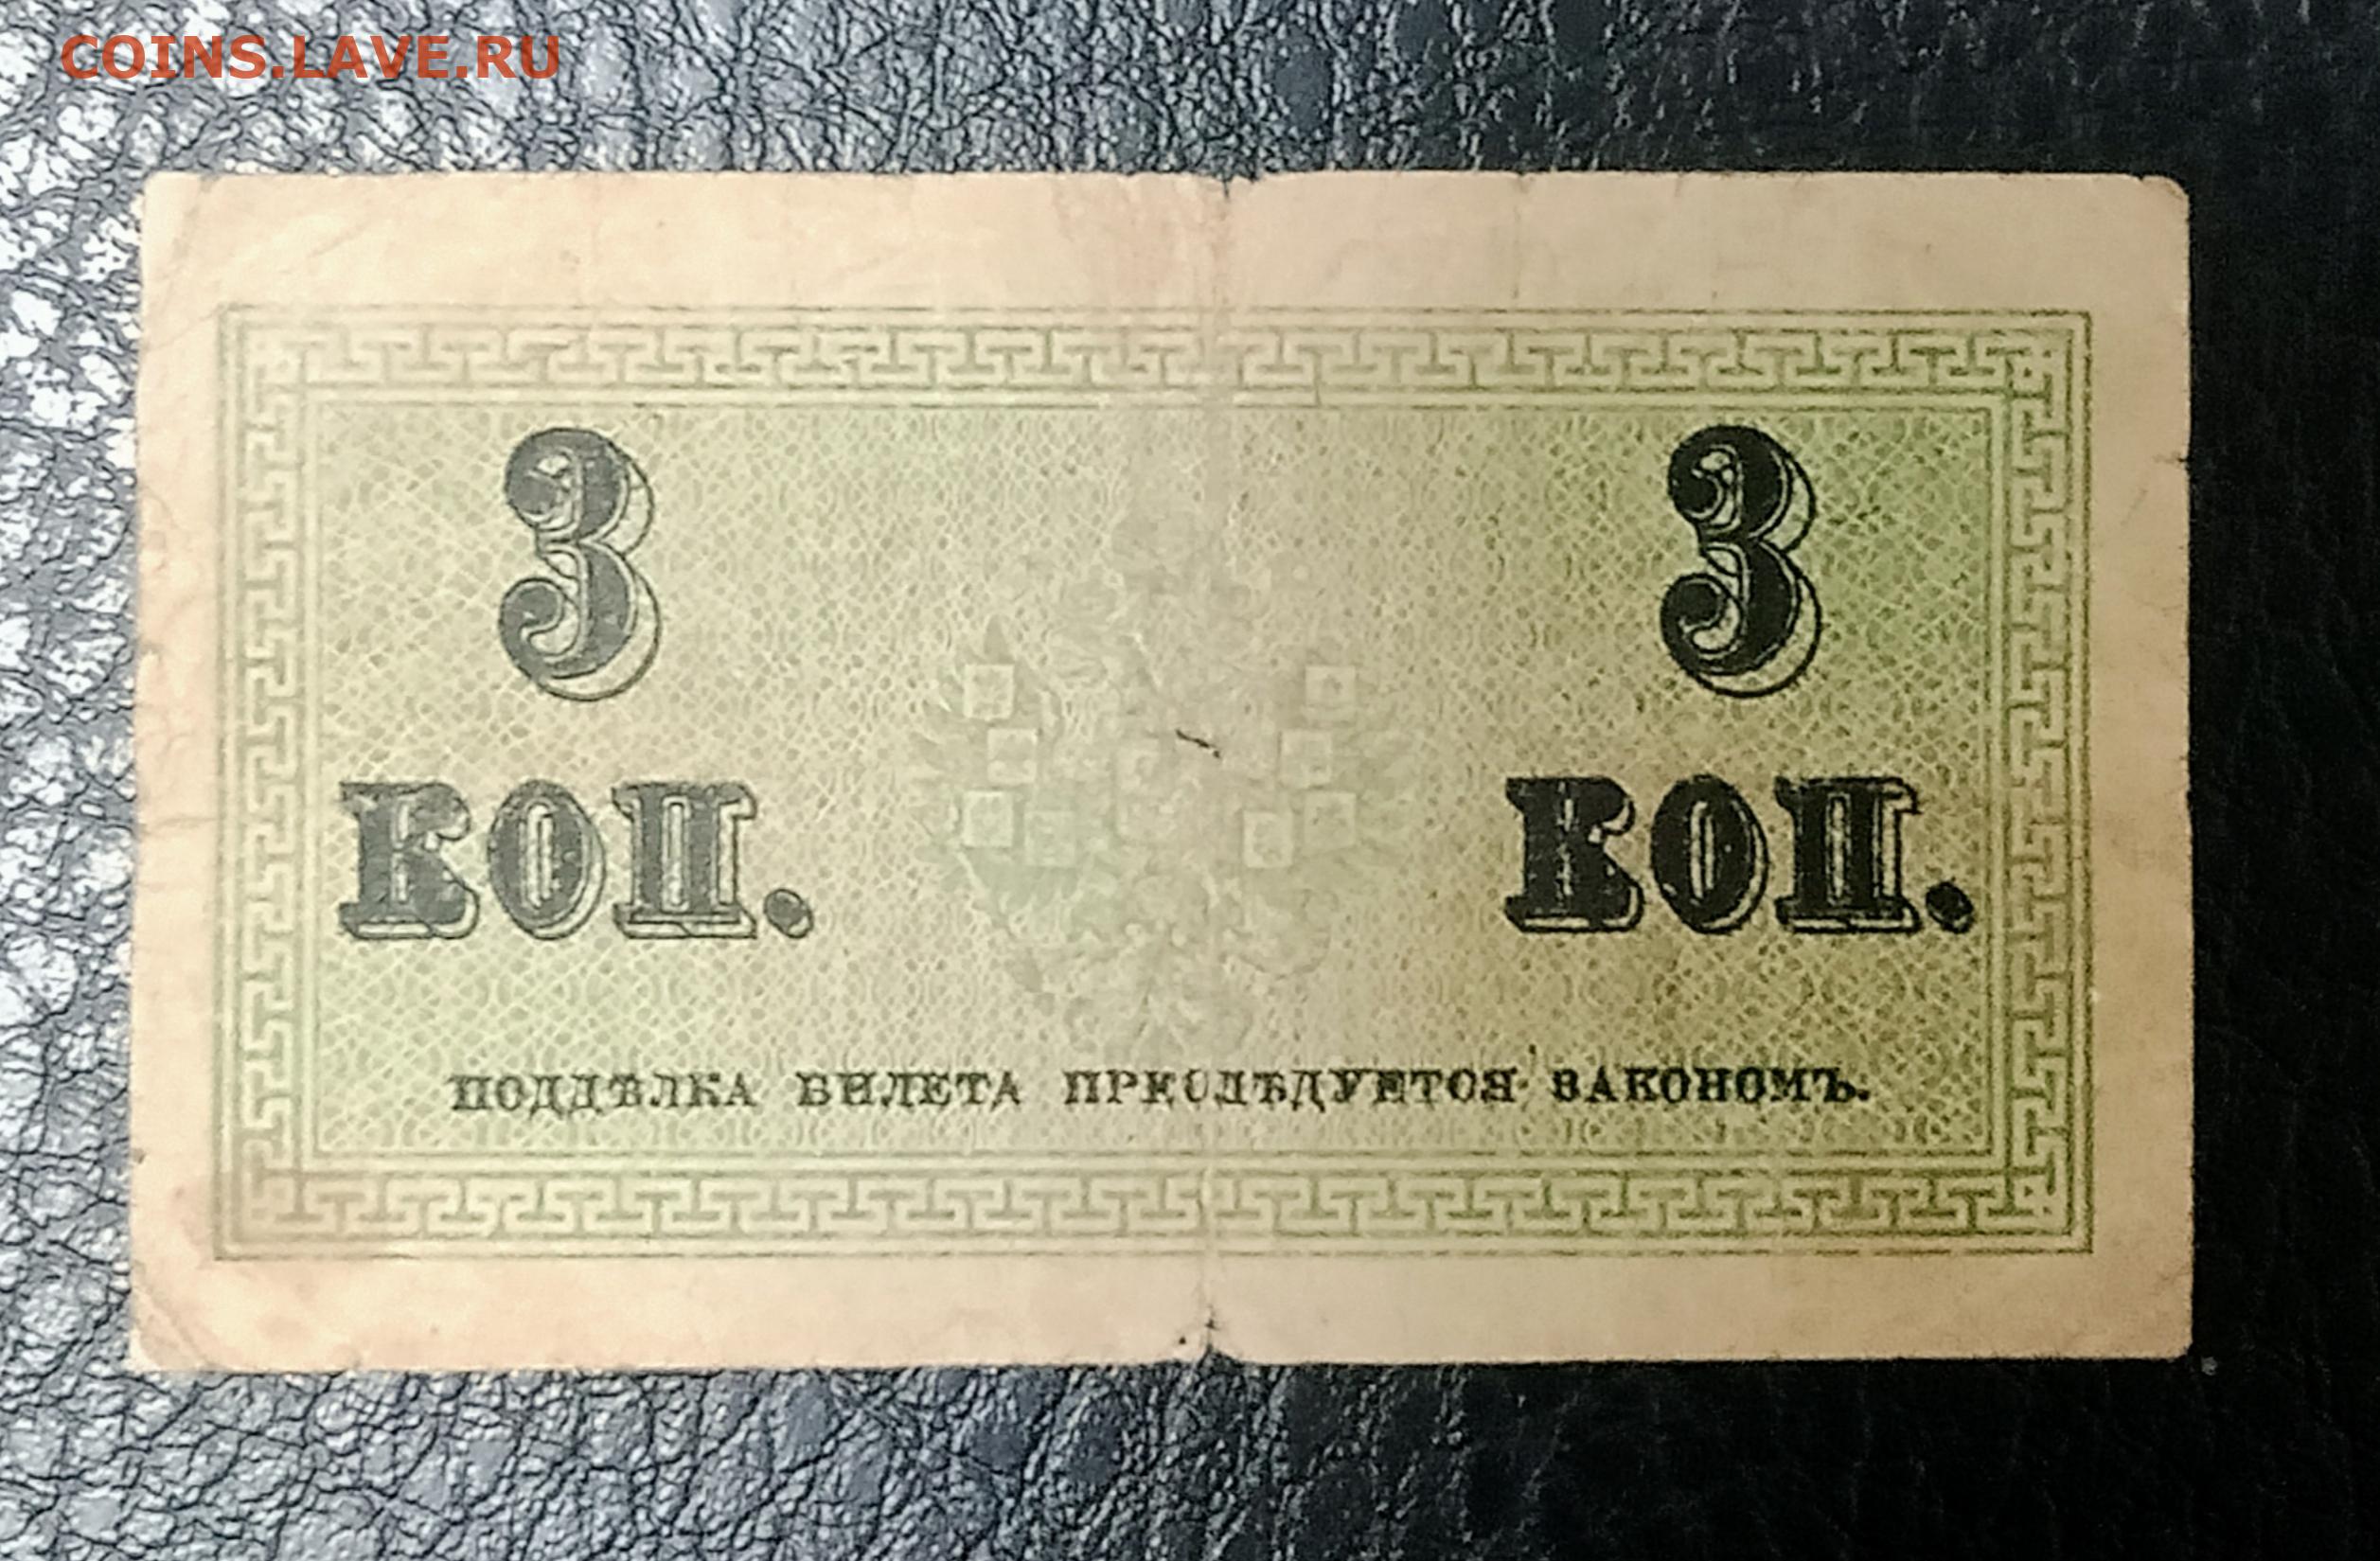 COINS.LAVE.RU
3 3
КОП. КОП.
ПОДДѢЛКА БИЛЕТА ПРЕСЛѢДУЕТСЯ ЗАКОНОМЪ.